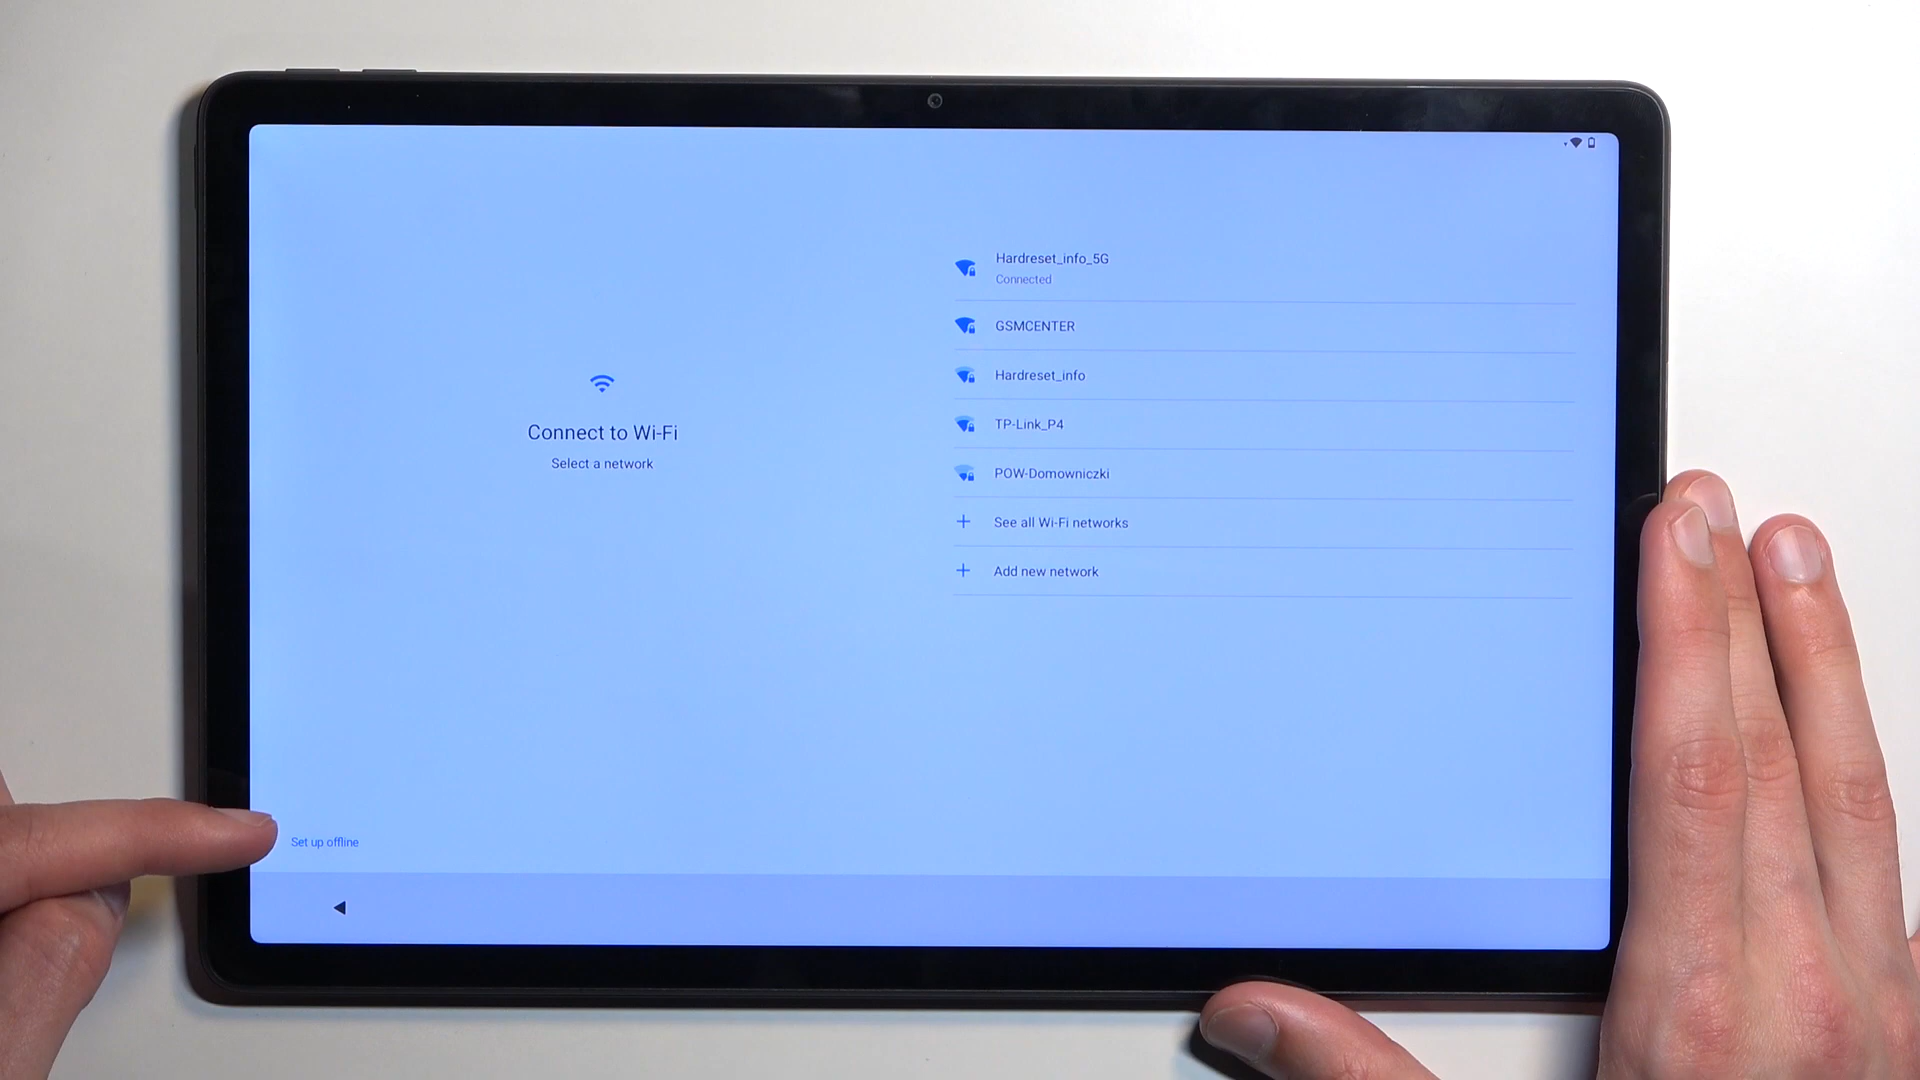 Connect to Wi-Fi
Select a network
Hardreset_info_5G
Connected
GSMCENTER
Hardreset_info
TP-Link_P4
POW-Domowniczki
See all Wi-Fi networks
Add new network
Set up offline